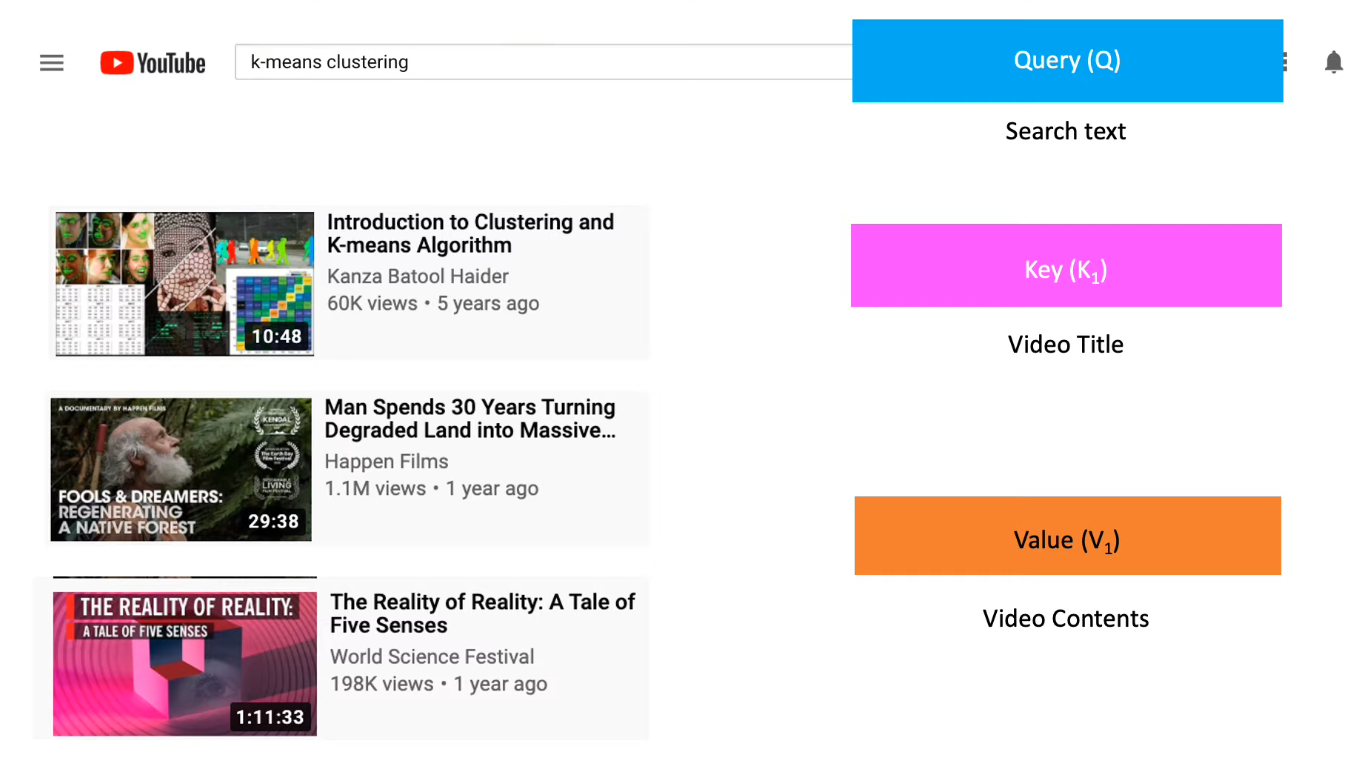 YouTube
k-means clustering
Query (Q)
Search text
Introduction to Clustering and
K-means Algorithm
Kanza Batool Haider
60K views • 5 years ago
10:48
Key (K1)
Video Title
A DOCUMENTARY BY HAPPEN FILMS
KENDAL
The Earth Day
Film Festival
LIVING
FOOLS & DREAMERS:
REGENERATING
A NATIVE FOREST
29:38
Man Spends 30 Years Turning
Degraded Land into Massive...
Happen Films
1.1M views • 1 year ago
Value (V1)
Video Contents
THE REALITY OF REALITY:
A TALE OF FIVE SENSES
1:11:33
The Reality of Reality: A Tale of
Five Senses
World Science Festival
198K views • 1 year ago